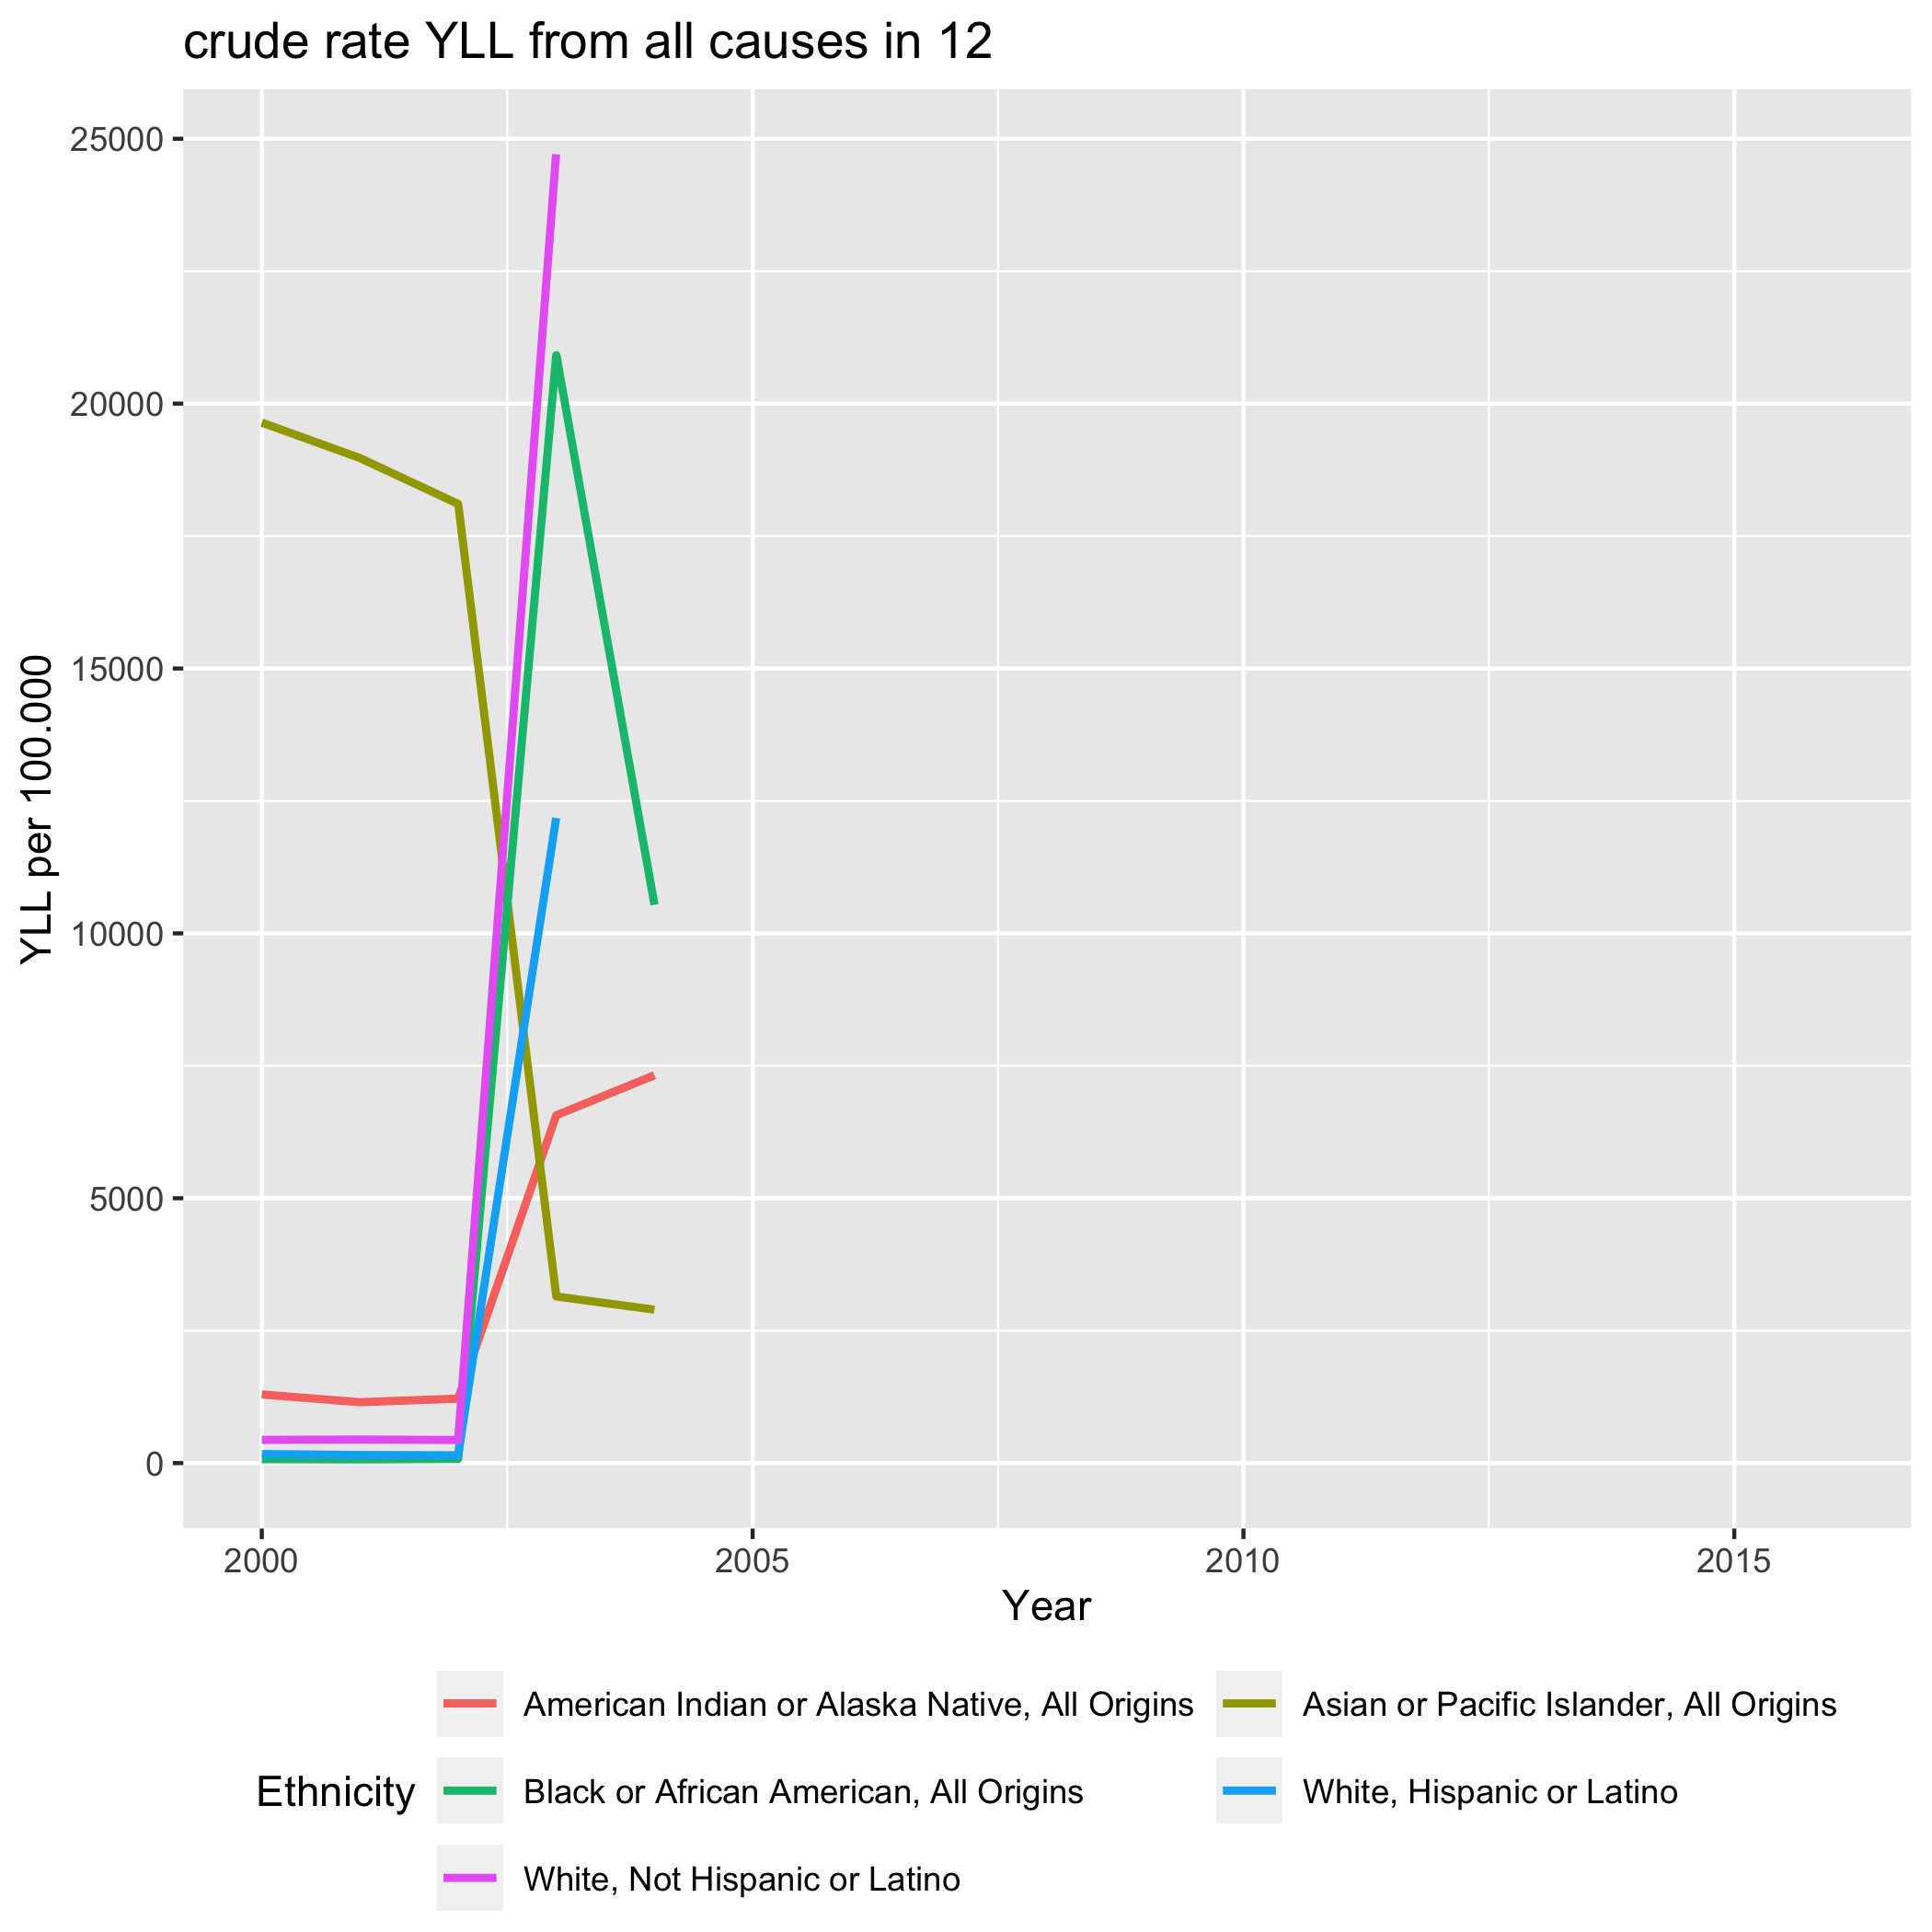 crude rate YLL from all causes in 12
25000
20000
15000
10000
5000
0
YLL per 100.000
2000 2005 2010 2015
Year
Ethnicity
American Indian or Alaska Native, All Origins
Asian or Pacific Islander, All Origins
Black or African American, All Origins
White, Hispanic or Latino
White, Not Hispanic or Latino